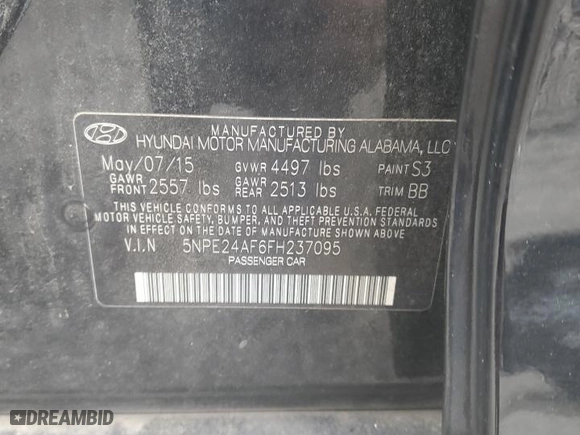 MANUFACTURED BY
HYUNDAI MOTOR MANUFACTURING ALABAMA, LLC
May/07/15 GVWR 4497 lbs PAINT S3
GAWR FRONT 2557 lbs GAWR REAR 2513 lbs TRIM BB
THIS VEHICLE CONFORMS TO ALL APPLICABLE U.S.A. FEDERAL
MOTOR VEHICLE SAFETY, BUMPER, AND THEFT PREVENTION
STANDARDS IN EFFECT ON THE DATE OF MANUFACTURE SHOWN
ABOVE.
V.I.N 5NPE24AF6FH237095
PASSENGER CAR
DREAMBID